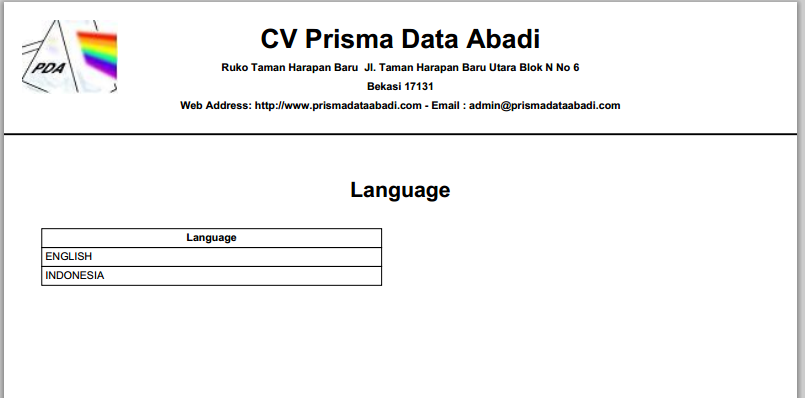 PDA
CV Prisma Data Abadi
Ruko Taman Harapan Baru  Jl. Taman Harapan Baru Utara Blok N No 6
Bekasi 17131
Web Address: http://www.prismadataabadi.com - Email : admin@prismadataabadi.com
Language
Language
ENGLISH
INDONESIA